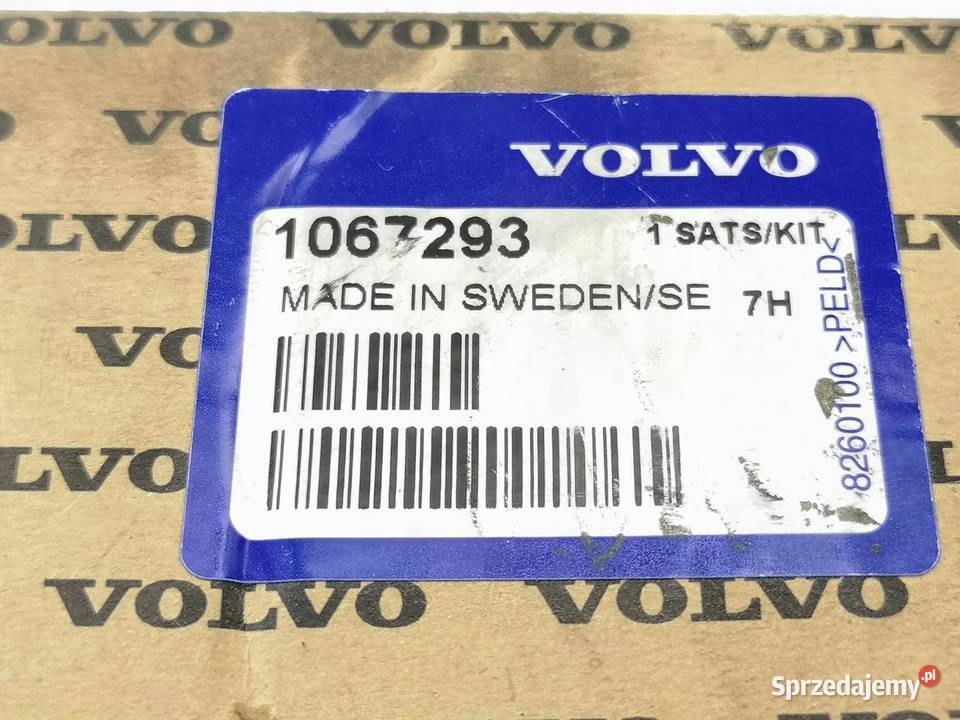 VOLVO VOLVO VOLVO
VOLVO
VOLVO
1067293 1 SATS/KIT
MADE IN SWEDEN/SE 7H
8260100 >PELD<
VOLVO VOLVO
Sprzedajemy.pl